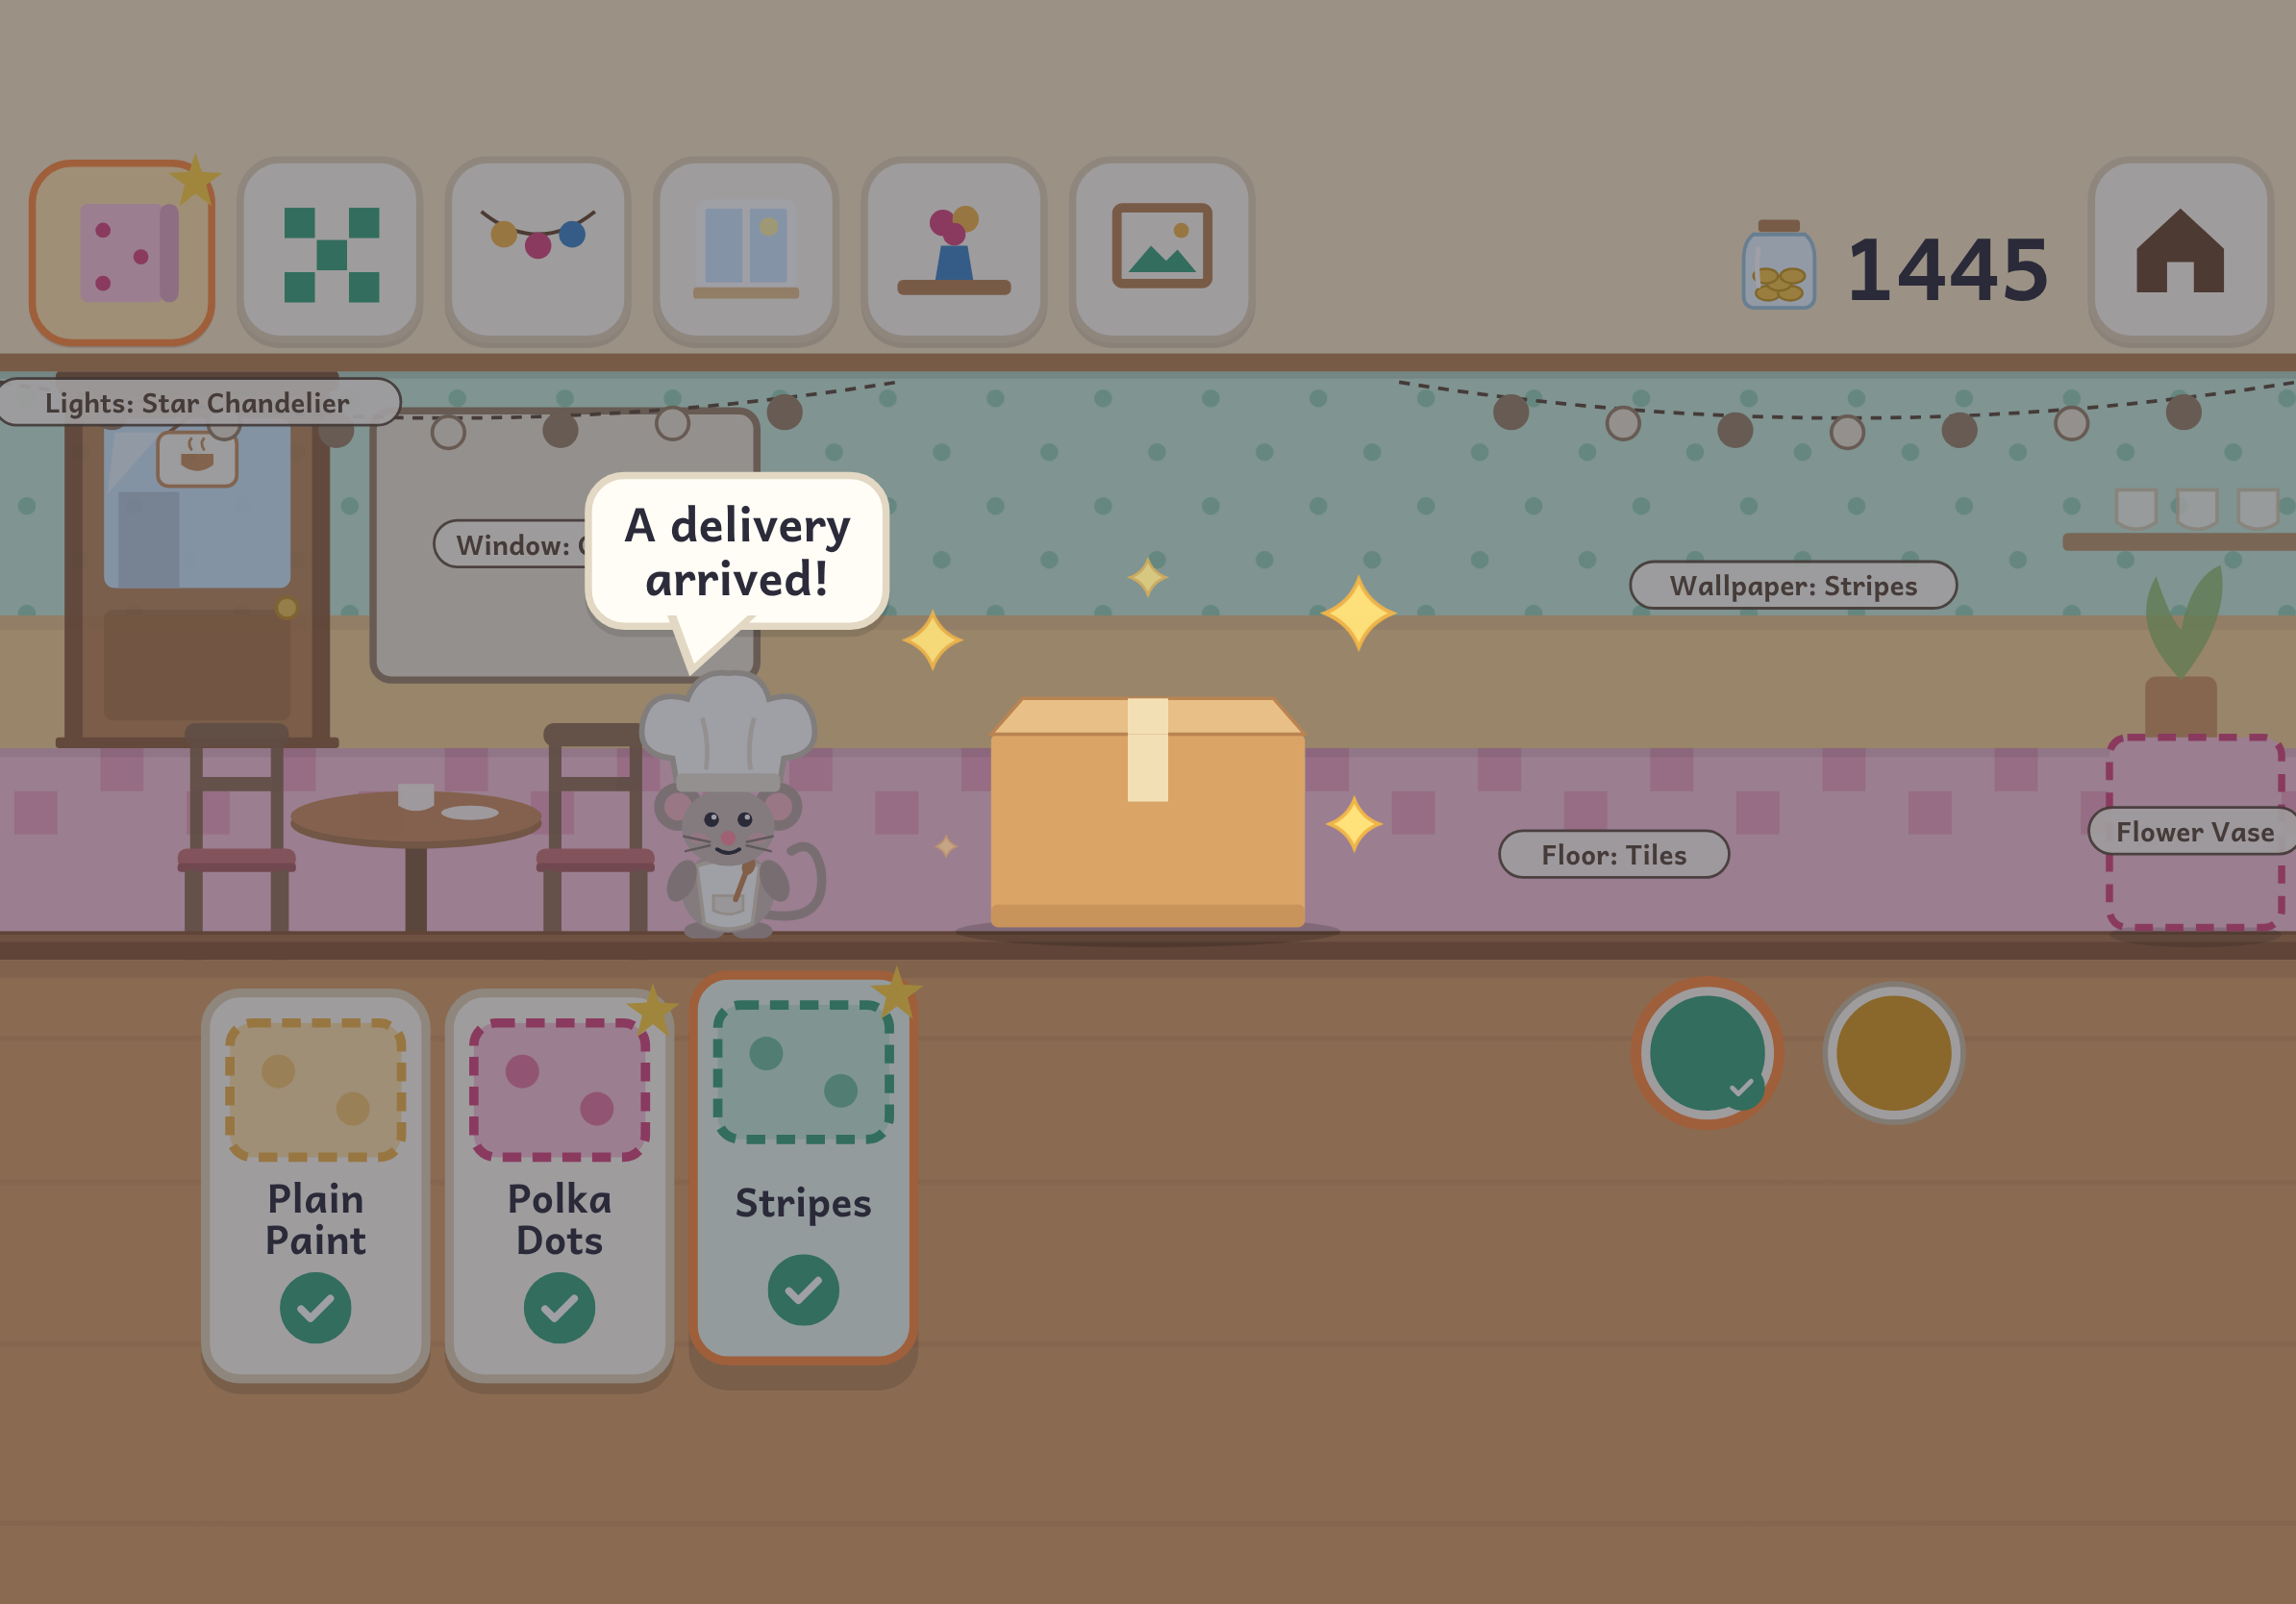 1445
Lights: Star Chandelier
A delivery
arrived!
Window:
Wallpaper: Stripes
Flower Vase
Floor: Tiles
Plain
Paint
Polka
Dots
Stripes